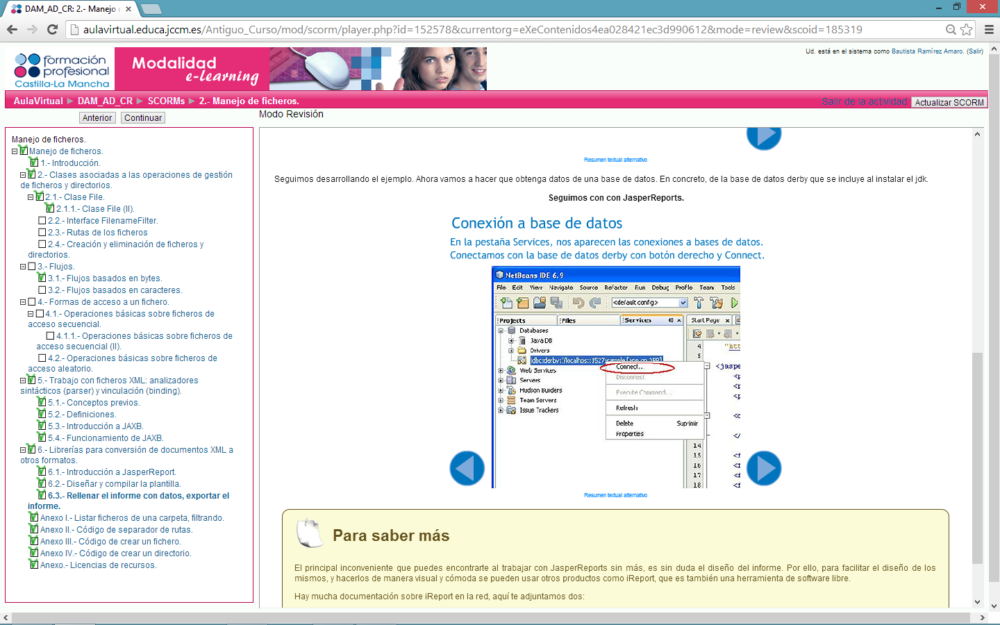 DAM_AD_CR: 2.- Manejo
aulavirtual.educa.jccm.es/Antiguo_Curso/mod/scorm/player.php?id=152578&currentorg=eXeContenidos4ea028421ec3d990612&mode=review&scoid=185319
formación
profesional
Castilla-La Mancha
Modalidad
e-learning
Ud. está en el sistema como Bautista Ramírez Amaro. (Salir)
AulaVirtual ► DAM_AD_CR ► SCORMs ► 2.- Manejo de ficheros.
Salir de la actividad
Actualizar SCORM
Anterior
Continuar
Modo Revisión
Manejo de ficheros.
Manejo de ficheros.
1.- Introducción.
2.- Clases asociadas a las operaciones de gestión
de ficheros y directorios.
2.1.- Clase File.
2.1.1.- Clase File (II).
2.2.- Interface FilenameFilter.
2.3.- Rutas de los ficheros
2.4.- Creación y eliminación de ficheros y
directorios.
3.- Flujos.
3.1.- Flujos basados en bytes.
3.2.- Flujos basados en caracteres.
4.- Formas de acceso a un fichero.
4.1.- Operaciones básicas sobre ficheros de
acceso secuencial.
4.1.1.- Operaciones básicas sobre ficheros de
acceso secuencial (II).
4.2.- Operaciones básicas sobre ficheros de
acceso aleatorio.
5.- Trabajo con ficheros XML: analizadores
sintácticos (parser) y vinculación (binding).
5.1.- Conceptos previos.
5.2.- Definiciones.
5.3.- Introducción a JAXB.
5.4.- Funcionamiento de JAXB.
6.- Librerías para conversión de documentos XML a
otros formatos.
6.1.- Introducción a JasperReport.
6.2.- Diseñar y compilar la plantilla.
6.3.- Rellenar el informe con datos, exportar el
informe.
Anexo I.- Listar ficheros de una carpeta, filtrando.
Anexo II.- Código de separador de rutas.
Anexo III.- Código de crear un fichero.
Anexo IV.- Código de crear un directorio.
Anexo.- Licencias de recursos.
Resumen textual alternativo
Seguimos desarrollando el ejemplo. Ahora vamos a hacer que obtenga datos de una base de datos. En concreto, de la base de datos derby que se incluye al instalar el jdk.
Seguimos con con JasperReports.
Conexión a base de datos
En la pestaña Services, nos aparecen las conexiones a bases de datos.
Conectamos con la base de datos derby con botón derecho y Connect.
NetBeans IDE 6.9
File Edit View Navigate Source Refactor Run Debug Profile Team Tools
<default config>
Projects
Files
Services
Start Page
Databases
Java DB
Drivers
jdbc:derby://localhost:1527/sample [app on APP]
Web Services
Servers
Hudson Builders
Team Servers
Issue Trackers
Connect...
Disconnect
Execute Command...
Refresh
Delete Suprimir
Properties
4 "htt
5
<jaspe
<p
<p
<p
<c
</
14
15 <f
16 <f
17 <f
18 <f
Resumen textual alternativo
Para saber más
El principal inconveniente que puedes encontrarte al trabajar con JasperReports sin más, es sin duda el diseño del informe. Por ello, para facilitar el diseño de los
mismos, y hacerlos de manera visual y cómoda se pueden usar otros productos como iReport, que es también una herramienta de software libre.
Hay mucha documentación sobre iReport en la red, aquí te adjuntamos dos: